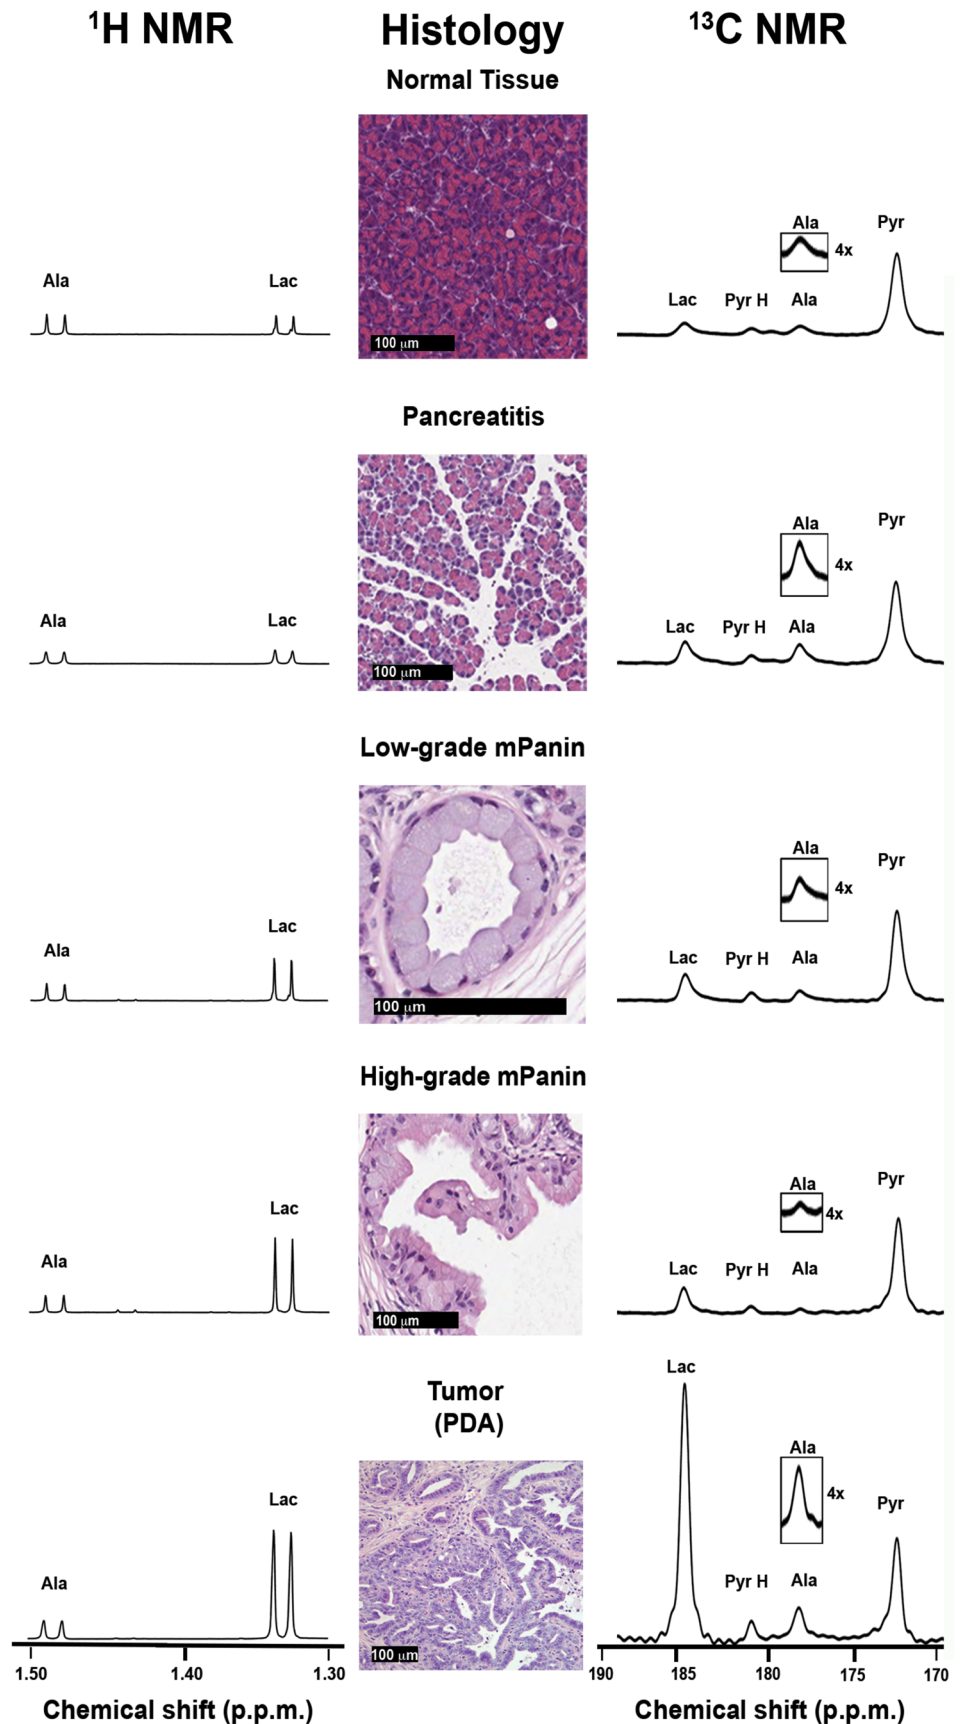 ¹H NMR
Histology
¹³C NMR
Normal Tissue
Ala
Lac
100 µm
Lac
Pyr H
Ala
Ala
4x
Pyr
Pancreatitis
Ala
Lac
100 µm
Lac
Pyr H
Ala
Ala
4x
Pyr
Low-grade mPanin
Ala
Lac
100 µm
Lac
Pyr H
Ala
Ala
4x
Pyr
High-grade mPanin
Ala
Lac
100 µm
Lac
Pyr H
Ala
Ala
4x
Pyr
Tumor
(PDA)
Ala
Lac
100 µm
Lac
Pyr H
Ala
Ala
4x
Pyr
1.50 1.40 1.30
Chemical shift (p.p.m.)
190 185 180 175 170
Chemical shift (p.p.m.)